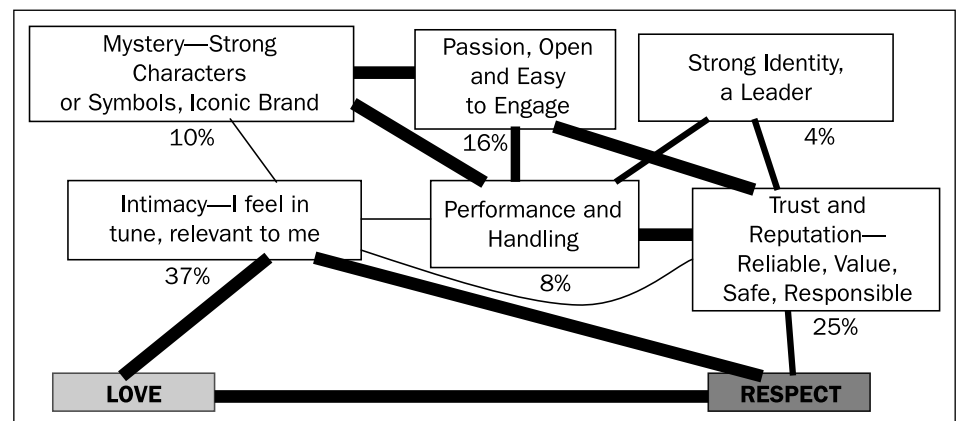 Mystery—Strong
Characters
or Symbols, Iconic Brand
10%
Passion, Open
and Easy
to Engage
16%
Strong Identity,
a Leader
4%
Intimacy—I feel in
tune, relevant to me
37%
Performance and
Handling
8%
Trust and
Reputation—
Reliable, Value,
Safe, Responsible
25%
LOVE
RESPECT